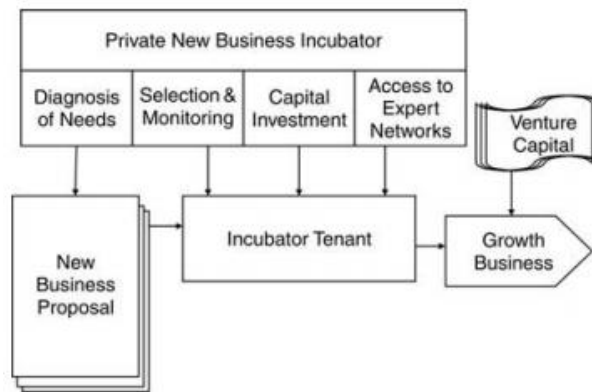 Private New Business Incubator
Diagnosis
of Needs
Selection &
Monitoring
Capital
Investment
Access to
Expert
Networks
Venture
Capital
New
Business
Proposal
Incubator Tenant
Growth
Business